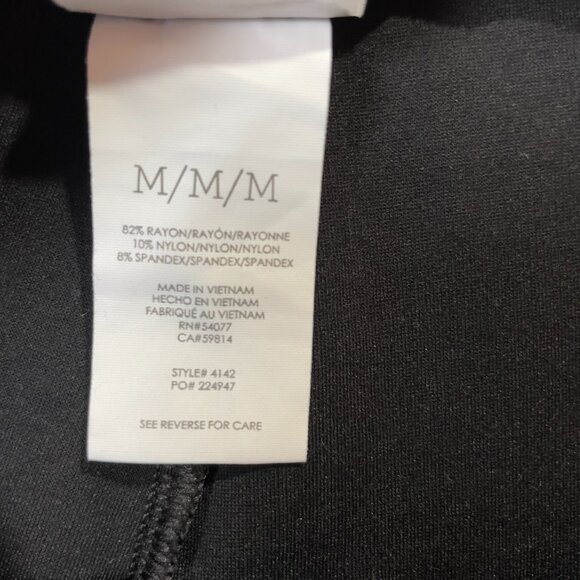 M/M/M
82% RAYON/RAYÓN/RAYONNE
10% NYLON/NYLON/NYLON
8% SPANDEX/SPANDEX/SPANDEX
MADE IN VIETNAM
HECHO EN VIETNAM
FABRIQUÉ AU VIETNAM
RN#54077
CA#59814
STYLE# 4142
PO# 224947
SEE REVERSE FOR CARE